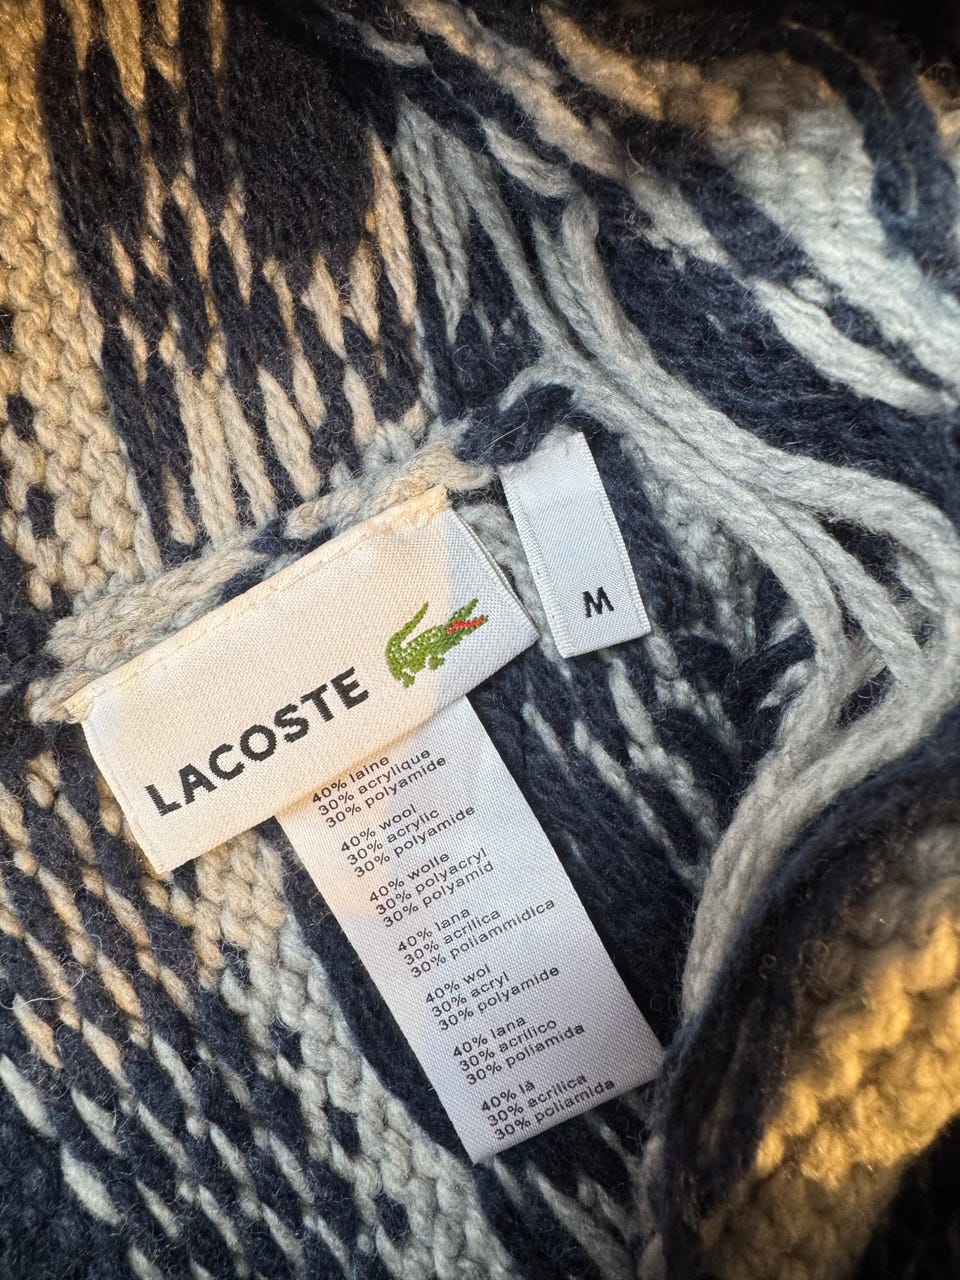 LACOSTE
M
40% laine
30% acrylique
30% polyamide
40% wool
30% acrylic
30% polyamide
40% wolle
30% polyacryl
30% polyamid
40% lana
30% acrilica
30% poliammidica
40% wol
30% acryl
30% polyamide
40% lana
30% acrilico
30% poliamida
40% lã
30% acrilica
30% poliamida